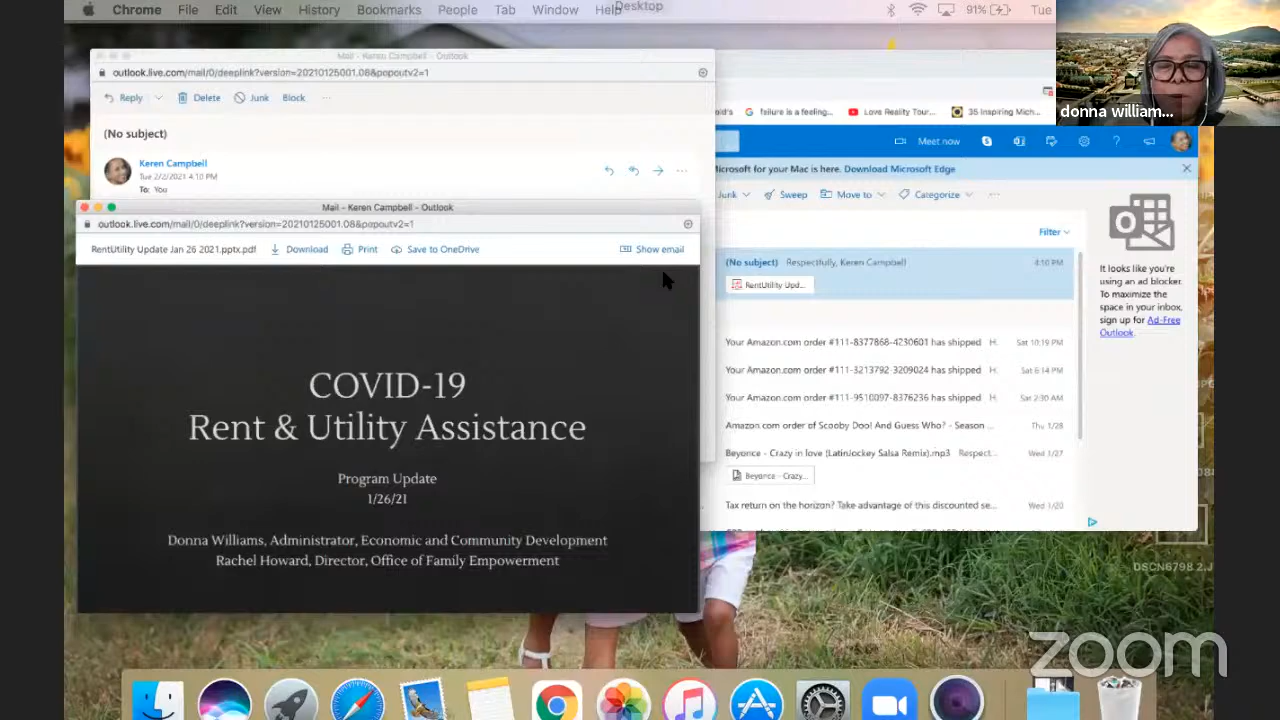 Chrome File Edit View History Bookmarks People Tab Window Help
Desktop
91%
Tue
Mail - Keren Campbell - Outlook
outlook.live.com/mail/0/deeplink?version=20210125001.08&popoutv2=1
Reply Delete Junk Block ...
(No subject)
Keren Campbell
Tue 2/2/2021 4:10 PM
To: You
Mail - Keren Campbell - Outlook
outlook.live.com/mail/0/deeplink?version=20210125001.08&popoutv2=1
RentUtility Update Jan 26 2021.pptx.pdf Download Print Save to OneDrive Show email
COVID-19
Rent & Utility Assistance
Program Update
1/26/21
Donna Williams, Administrator, Economic and Community Development
Rachel Howard, Director, Office of Family Empowerment
failure is a feeling... Love Reality Tour... 35 Inspiring Mich...
Meet now
icrosoft for your Mac is here. Download Microsoft Edge
Junk Sweep Move to Categorize ...
Filter
(No subject) Respectfully, Keren Campbell) 4:10 PM
RentUtility Upd...
Your Amazon.com order #111-8377868-4230601 has shipped H. Sat 10:19 PM
Your Amazon.com order #111-3213792-3209024 has shipped H. Sat 6:14 PM
Your Amazon.com order #111-9510097-8376236 has shipped H. Sat 2:30 AM
Amazon.com order of Scooby Doo! And Guess Who? - Season ... Thu 1/28
Beyonce - Crazy in love (LatinJockey Salsa Remix).mp3 Respect... Wed 1/27
Beyonce - Crazy...
Tax return on the horizon? Take advantage of this discounted se... Wed 1/20
It looks like you're
using an ad blocker.
To maximize the
space in your inbox,
sign up for Ad-Free
Outlook.
DSCN6798 2.J
donna william...
zoom